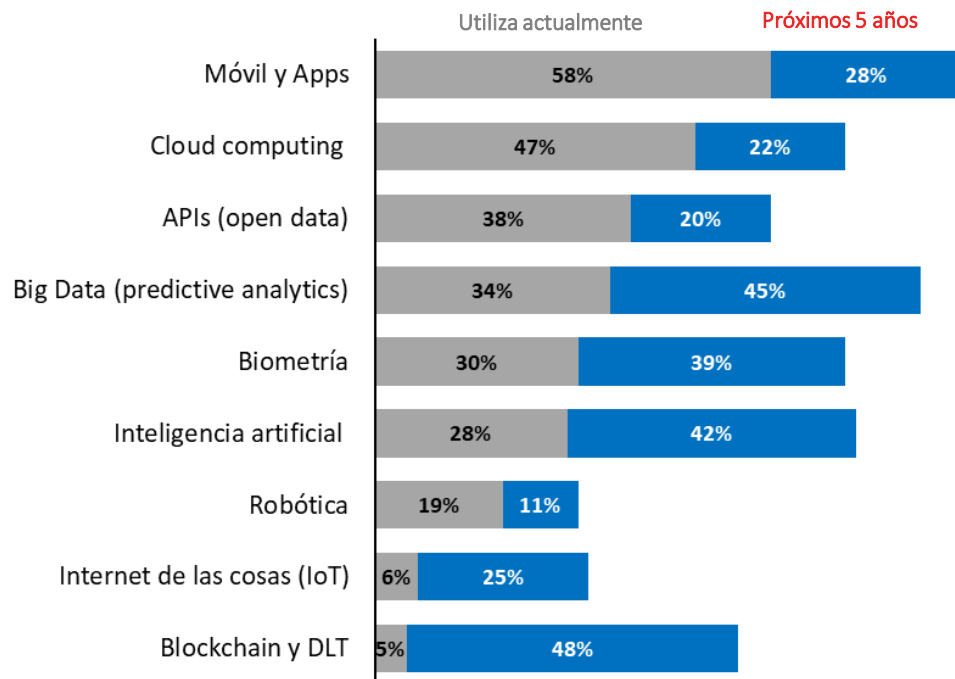 Utiliza actualmente Próximos 5 años
Móvil y Apps 58% 28%
Cloud computing 47% 22%
APIs (open data) 38% 20%
Big Data (predictive analytics) 34% 45%
Biometría 30% 39%
Inteligencia artificial 28% 42%
Robótica 19% 11%
Internet de las cosas (IoT) 6% 25%
Blockchain y DLT 5% 48%